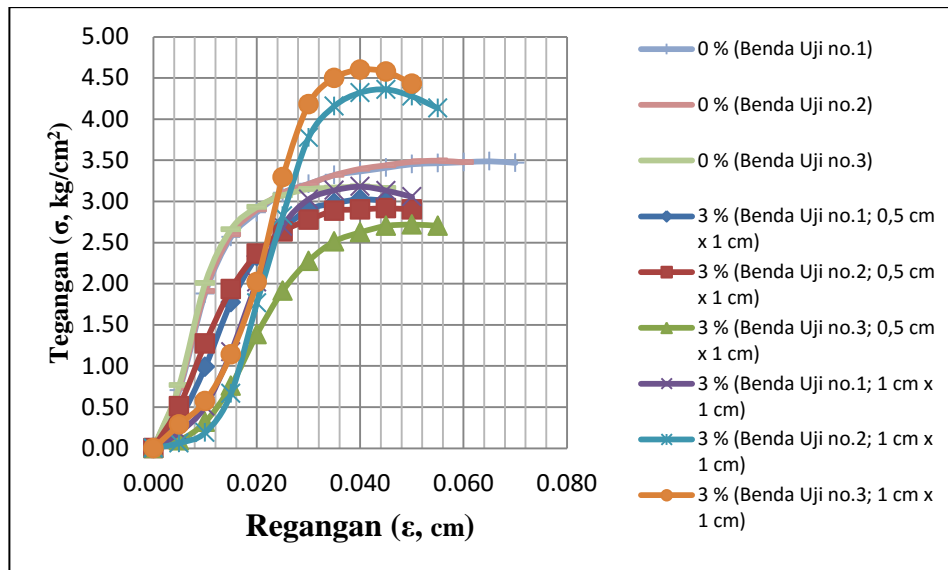 5.00
4.50
4.00
3.50
3.00
2.50
2.00
1.50
1.00
0.50
0.00
Tegangan (σ, kg/cm²)
0.000 0.020 0.040 0.060 0.080
Regangan (ε, cm)
0 % (Benda Uji no.1)
0 % (Benda Uji no.2)
0 % (Benda Uji no.3)
3 % (Benda Uji no.1; 0,5 cm
x 1 cm)
3 % (Benda Uji no.2; 0,5 cm
x 1 cm)
3 % (Benda Uji no.3; 0,5 cm
x 1 cm)
3 % (Benda Uji no.1; 1 cm x
1 cm)
3 % (Benda Uji no.2; 1 cm x
1 cm)
3 % (Benda Uji no.3; 1 cm x
1 cm)